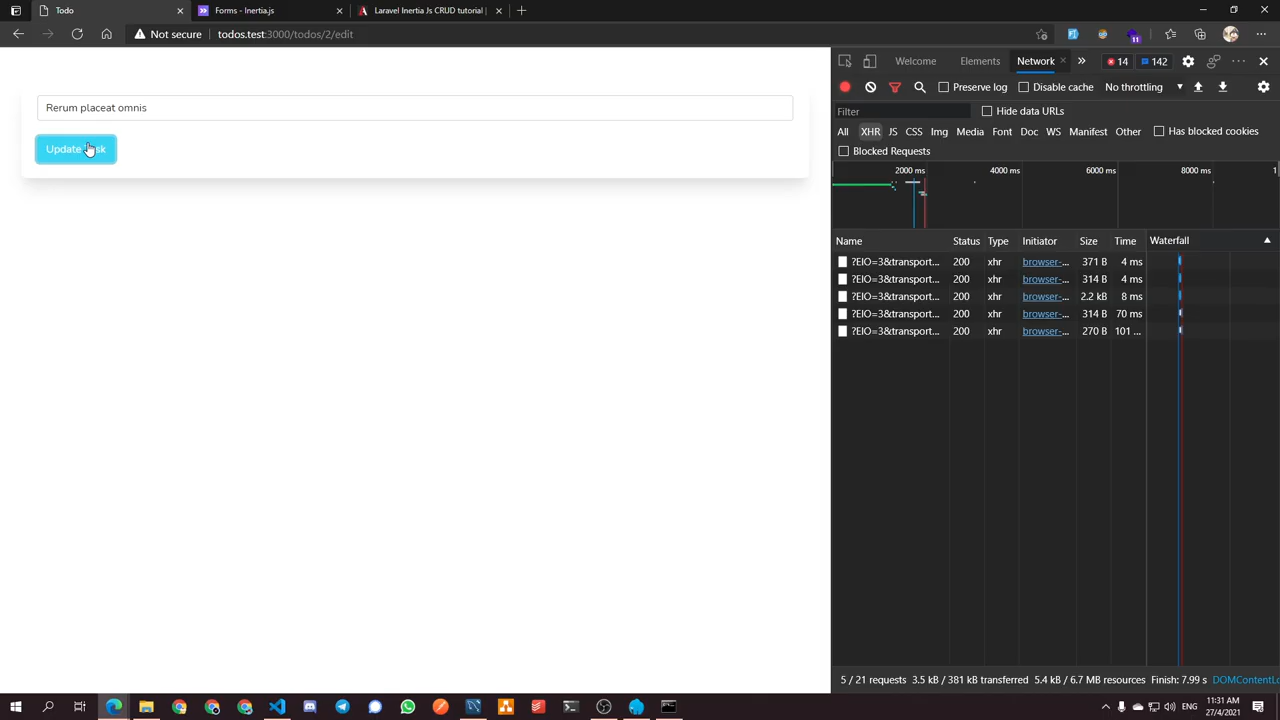 Todo
Forms - Inertia.js
Laravel Inertia Js CRUD tutorial |
Not secure
todos.test:3000/todos/2/edit
11
Rerum placeat omnis
Update
sk
Welcome
Elements
Network
14
142
Preserve log
Disable cache
No throttling
Filter
Hide data URLs
All
XHR
JS
CSS
Img
Media
Font
Doc
WS
Manifest
Other
Has blocked cookies
Blocked Requests
2000 ms
4000 ms
6000 ms
8000 ms
1
Name
Status
Type
Initiator
Size
Time
Waterfall
?EIO=3&transport... 200 xhr browser-... 371 B 4 ms
?EIO=3&transport... 200 xhr browser-... 314 B 4 ms
?EIO=3&transport... 200 xhr browser-... 2.2 kB 8 ms
?EIO=3&transport... 200 xhr browser-... 314 B 70 ms
?EIO=3&transport... 200 xhr browser-... 270 B 101 ...
5 / 21 requests 3.5 kB / 381 kB transferred 5.4 kB / 6.7 MB resources Finish: 7.99 s DOMContentLo
ENG
11:31 AM
27/4/2021